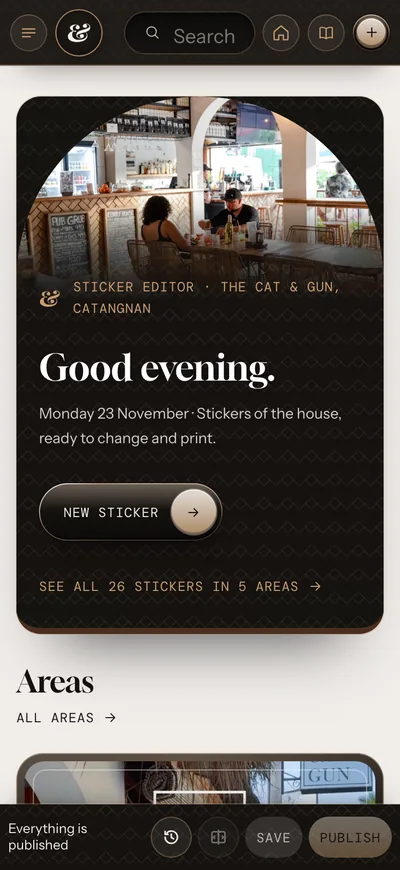 &
Search
PUB GRUB
&
STICKER EDITOR · THE CAT & GUN,
CATANGNAN
Good evening.
Monday 23 November · Stickers of the house,
ready to change and print.
NEW STICKER →
SEE ALL 26 STICKERS IN 5 AREAS →
Areas
ALL AREAS →
GUN
Everything is
published
SAVE
PUBLISH